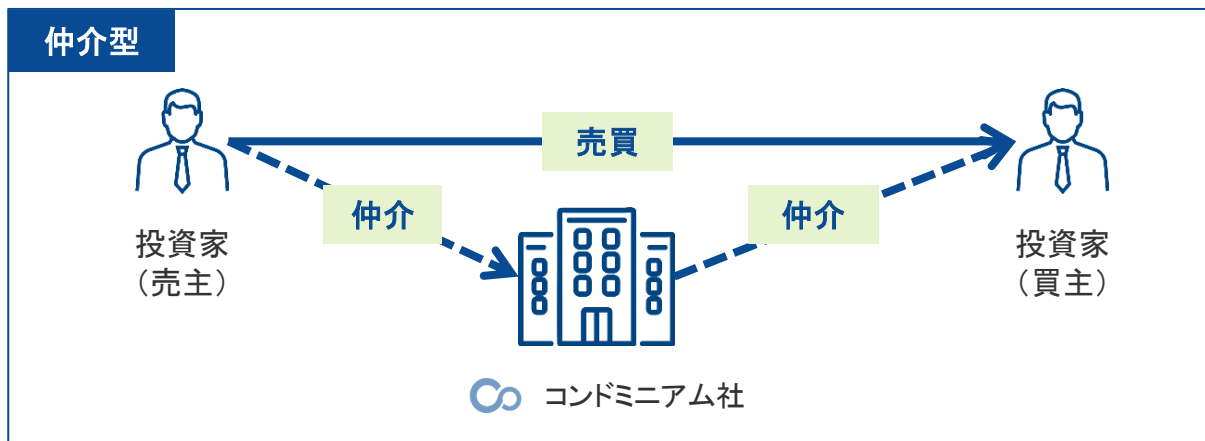 仲介型
売買
仲介
仲介
投資家
（売主）
投資家
（買主）
コンドミニアム社